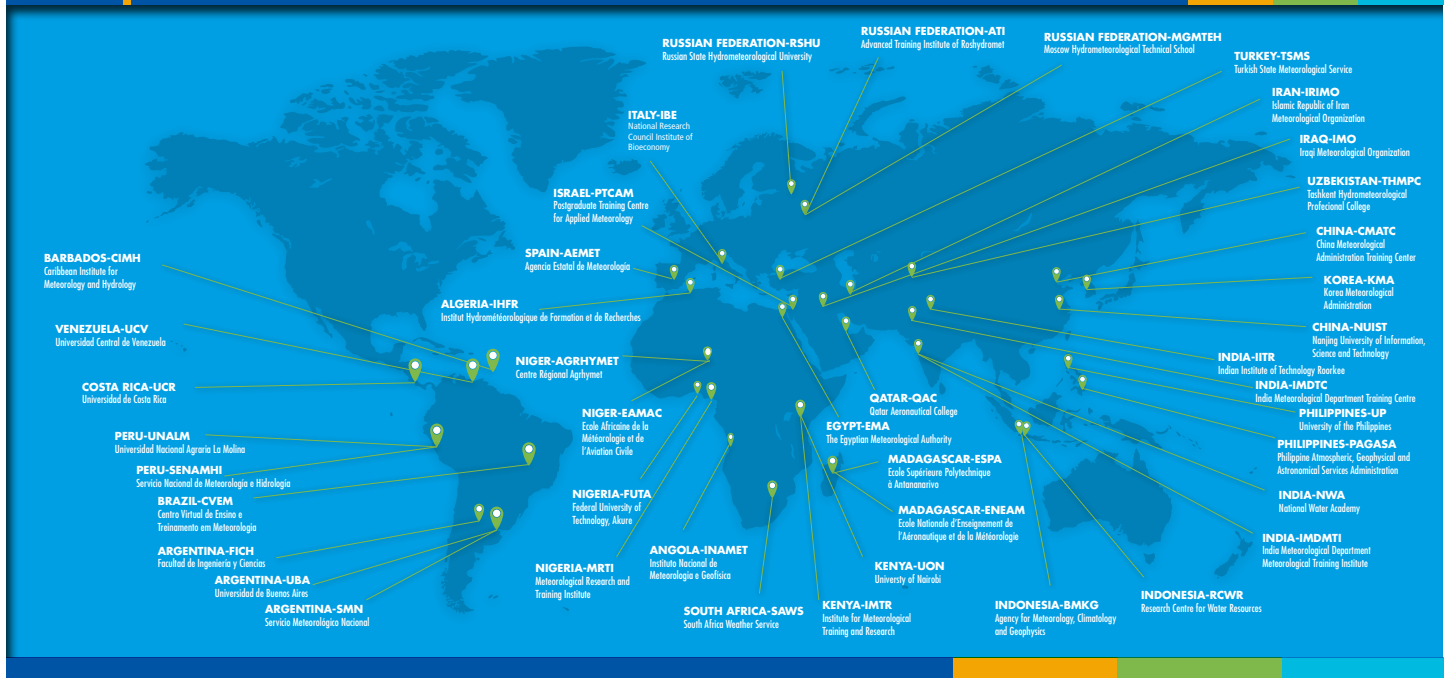 RUSSIAN FEDERATION-RSHU
Russian State Hydrometeorological University
RUSSIAN FEDERATION-ATI
Advanced Training Institute of Roshydromet
RUSSIAN FEDERATION-MGMTEH
Moscow Hydrometeorological Technical School
TURKEY-TSMS
Turkish State Meteorological Service
IRAN-IRIMO
Islamic Republic of Iran
Meteorological Organization
IRAQ-IMO
Iraqi Meteorological Organization
UZBEKISTAN-THMPC
Tashkent Hydrometeorological
Profecional College
CHINA-CMATC
China Meteorological
Administration Training Center
KOREA-KMA
Korea Meteorological
Administration
CHINA-NUIST
Nanjing University of Information,
Science and Technology
INDIA-IITR
Indian Institute of Technology Roorkee
INDIA-IMDTC
India Meteorological Department Training Centre
PHILIPPINES-UP
University of the Philippines
PHILIPPINES-PAGASA
Philippine Atmospheric, Geophysical and
Astronomical Services Administration
INDIA-NWA
National Water Academy
INDIA-IMDMTI
India Meteorological Department
Meteorological Training Institute
INDONESIA-RCWR
Research Centre for Water Resources
INDONESIA-BMKG
Agency for Meteorology, Climatology
and Geophysics
ITALY-IBE
National Research
Council Institute of
Bioeconomy
ISRAEL-PTCAM
Postgraduate Training Centre
for Applied Meteorology
SPAIN-AEMET
Agencia Estatal de Meteorología
ALGERIA-IHFR
Institut Hydrométéorologique de Formation et de Recherches
NIGER-AGRHYMET
Centre Régional Agrhymet
NIGER-EAMAC
Ecole Africaine de la
Météorologie et de
l'Aviation Civile
NIGERIA-FUTA
Federal University of
Technology, Akure
NIGERIA-MRTI
Meteorological Research and
Training Institute
ANGOLA-INAMET
Instituto Nacional de
Meteorologia e Geofísica
SOUTH AFRICA-SAWS
South Africa Weather Service
KENYA-IMTR
Institute for Meteorological
Training and Research
KENYA-UON
Universty of Nairobi
MADAGASCAR-ENEAM
Ecole Nationale d'Enseignement de
l'Aéronautique et de la Météorologie
MADAGASCAR-ESPA
Ecole Supérieure Polytechnique
à Antananarivo
EGYPT-EMA
The Egyptian Meteorological Authority
QATAR-QAC
Qatar Aeronautical College
BARBADOS-CIMH
Caribbean Institute for
Meteorology and Hydrology
VENEZUELA-UCV
Universidad Central de Venezuela
COSTA RICA-UCR
Universidad de Costa Rica
PERU-UNALM
Universidad Nacional Agraria La Molina
PERU-SENAMHI
Servicio Nacional de Meteorología e Hidrología
BRAZIL-CVEM
Centro Virtual de Ensino e
Treinamento em Meteorologia
ARGENTINA-FICH
Facultad de Ingeniería y Ciencias
ARGENTINA-UBA
Universidad de Buenos Aires
ARGENTINA-SMN
Servicio Meteorológico Nacional